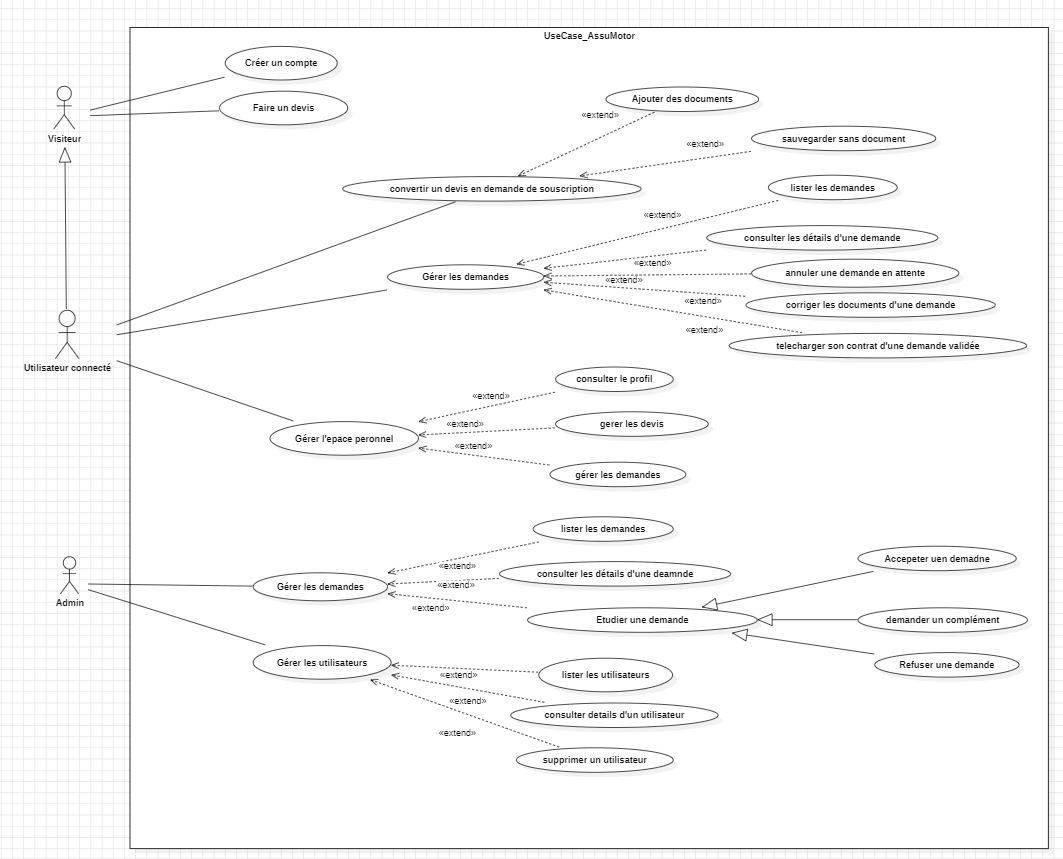 UseCase_AssuMotor
Créer un compte
Faire un devis
Visiteur
Ajouter des documents
«extend»
sauvegarder sans document
«extend»
convertir un devis en demande de souscription
lister les demandes
«extend»
consulter les détails d'une demande
«extend»
Gérer les demandes
annuler une demande en attente
«extend»
corriger les documents d'une demande
«extend»
telecharger son contrat d'une demande validée
«extend»
Utilisateur connecté
consulter le profil
«extend»
gerer les devis
«extend»
Gérer l'epace peronnel
«extend»
gérer les demandes
lister les demandes
«extend»
consulter les détails d'une deamnde
«extend»
Gérer les demandes
«extend»
Etudier une demande
Accepeter uen demadne
demander un complément
Refuser une demande
Admin
Gérer les utilisateurs
lister les utilisateurs
«extend»
consulter details d'un utilisateur
«extend»
supprimer un utilisateur
«extend»